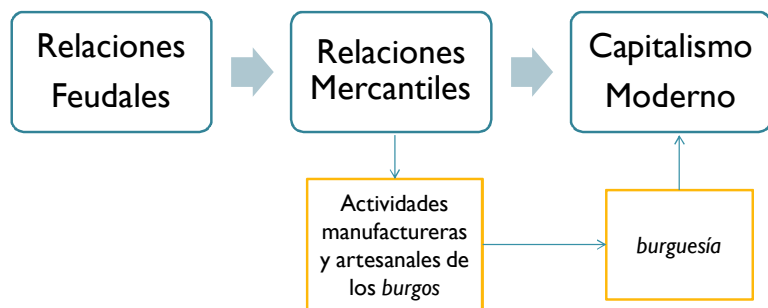 Relaciones
Feudales
Relaciones
Mercantiles
Capitalismo
Moderno
Actividades
manufactureras
y artesanales de
los burgos
burguesía